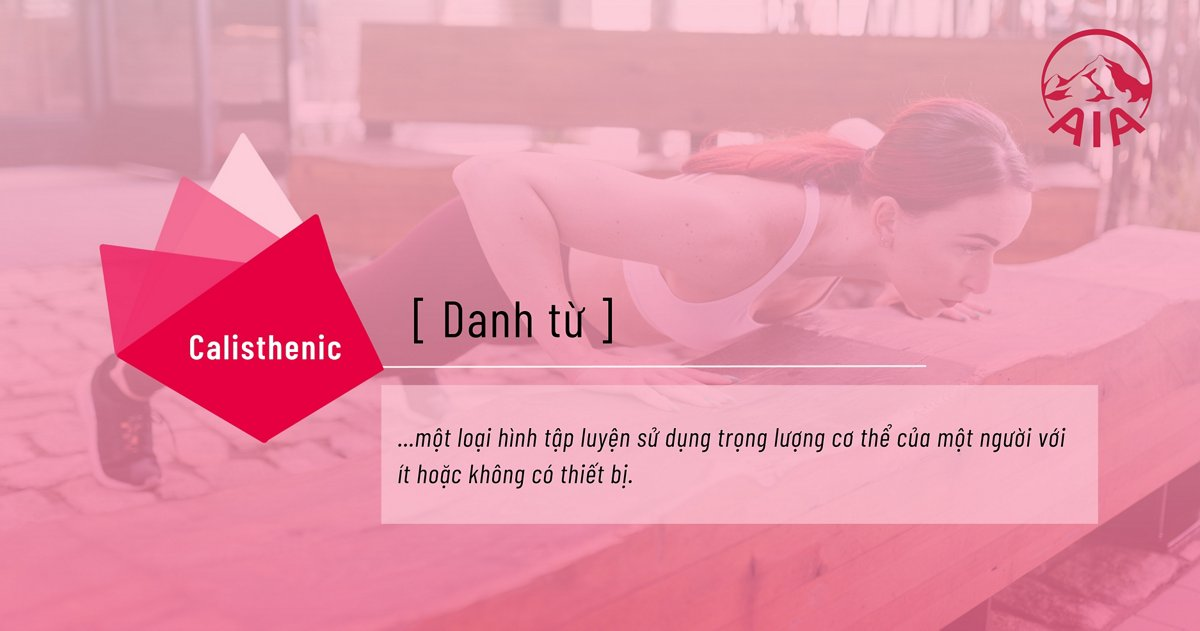 AIA
Calisthenic
[ Danh từ ]
...một loại hình tập luyện sử dụng trọng lượng cơ thể của một người với
ít hoặc không có thiết bị.